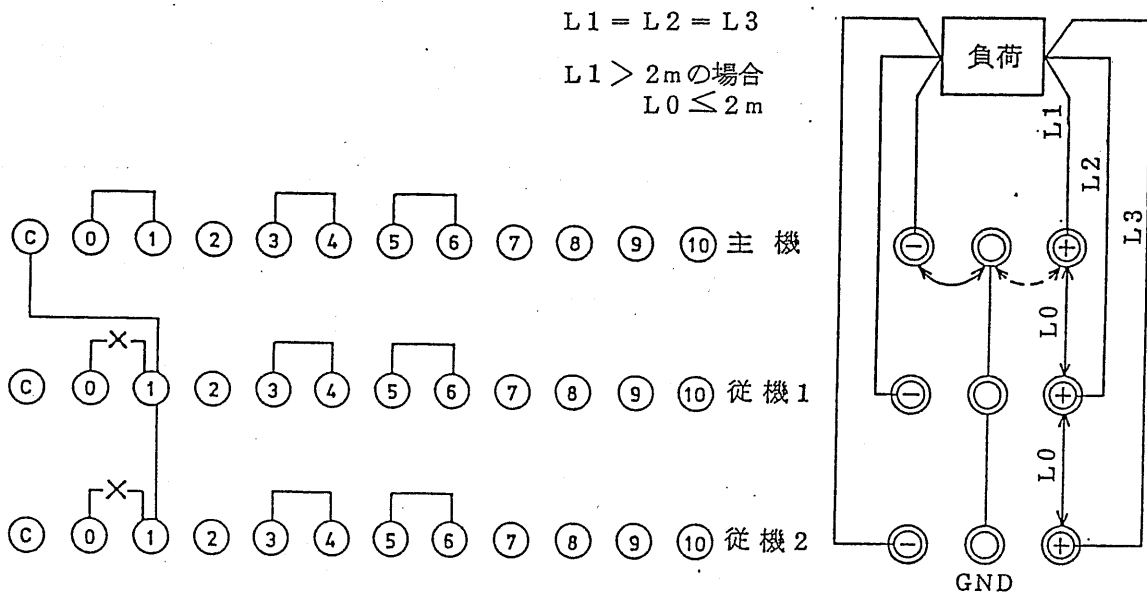 L1＝L2＝L3
L1＞2mの場合
L0≦2m
負荷
L1
L2
L3
C 0 1 2 3 4 5 6 7 8 9 10 主機
− +
L0
C 0 1 2 3 4 5 6 7 8 9 10 従機1
− +
L0
C 0 1 2 3 4 5 6 7 8 9 10 従機2
− +
GND